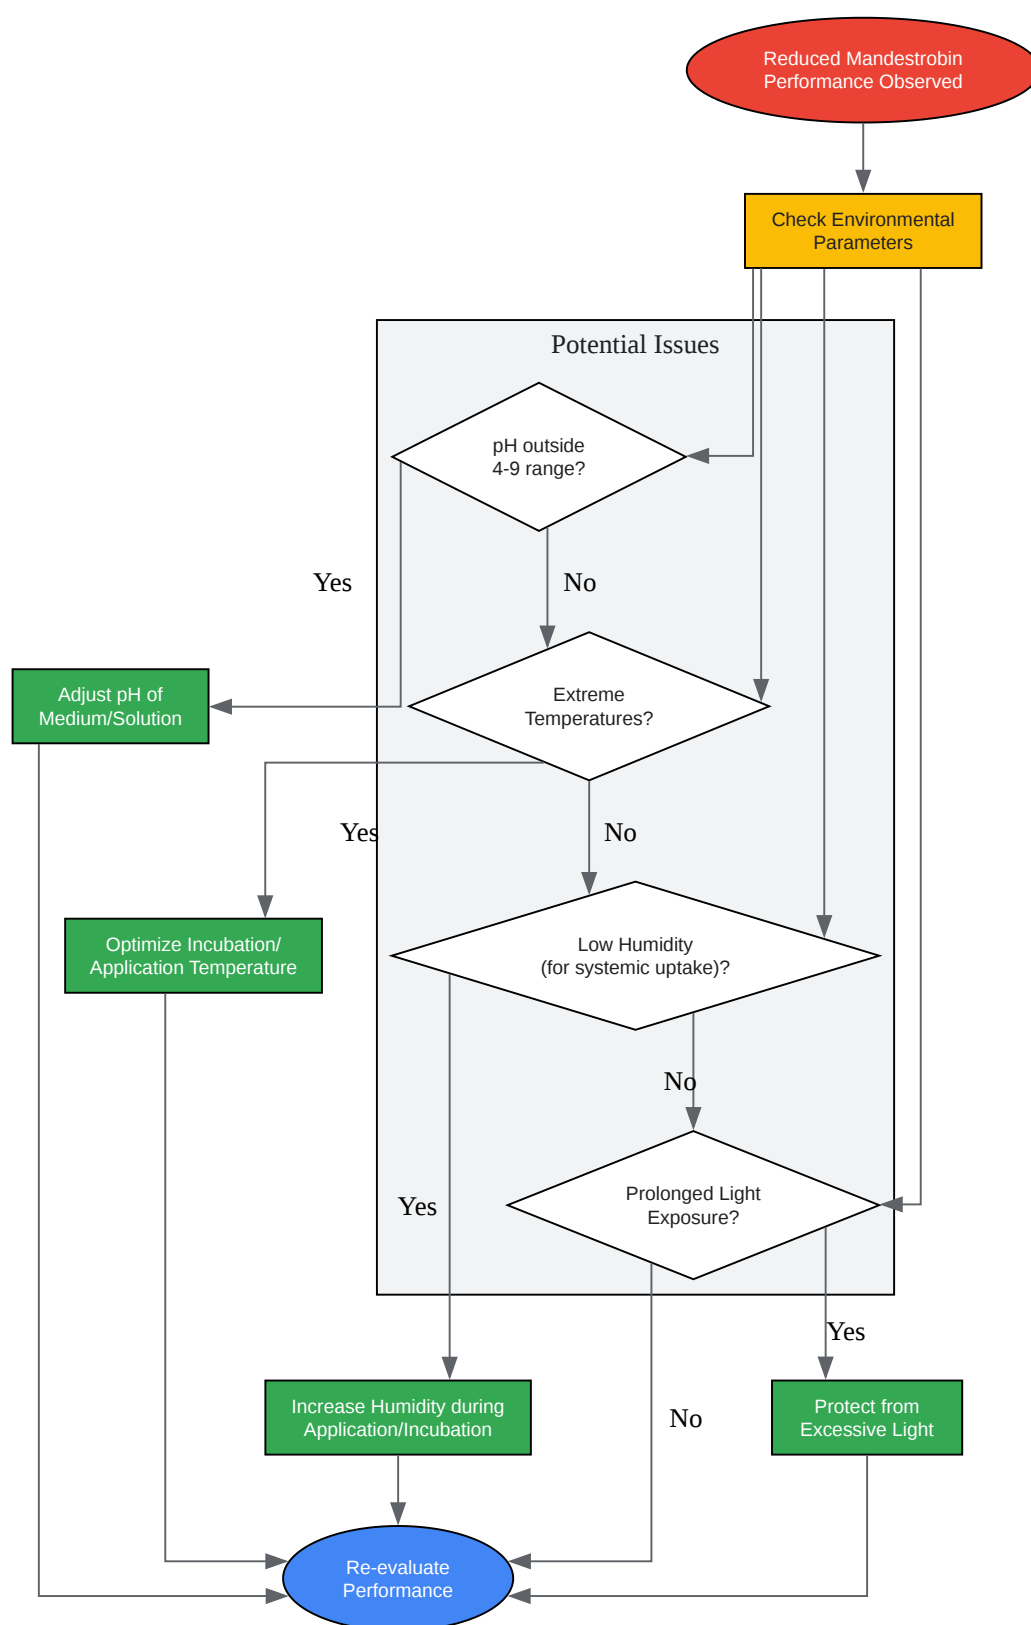 Reduced Mandestrobin
Performance Observed
Check Environmental
Parameters
Potential Issues
pH outside
4-9 range?
Yes
No
Adjust pH of
Medium/Solution
Extreme
Temperatures?
Yes
No
Optimize Incubation/
Application Temperature
Low Humidity
(for systemic uptake)?
No
Yes
Prolonged Light
Exposure?
Yes
Increase Humidity during
Application/Incubation
No
Protect from
Excessive Light
Re-evaluate
Performance